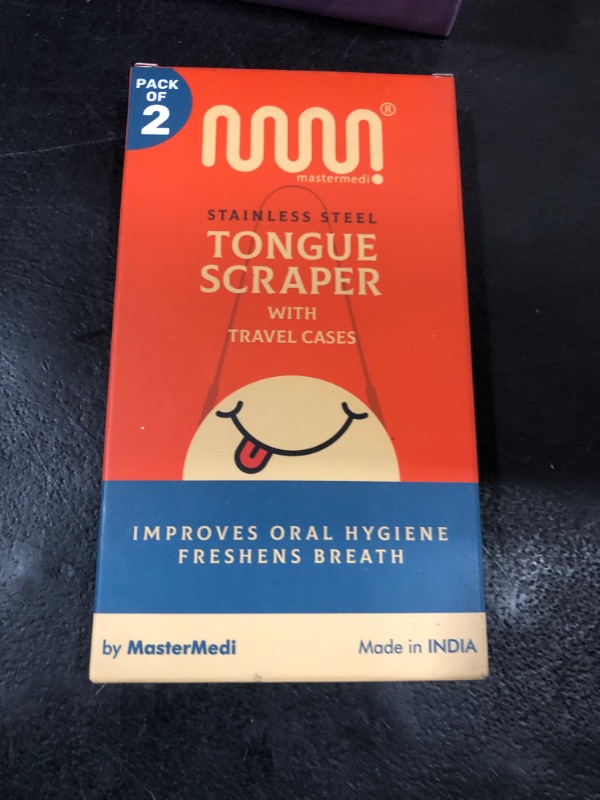 PACK
OF
2
®
mastermedi
STAINLESS STEEL
TONGUE
SCRAPER
WITH
TRAVEL CASES
IMPROVES ORAL HYGIENE
FRESHENS BREATH
by MasterMedi
Made in INDIA